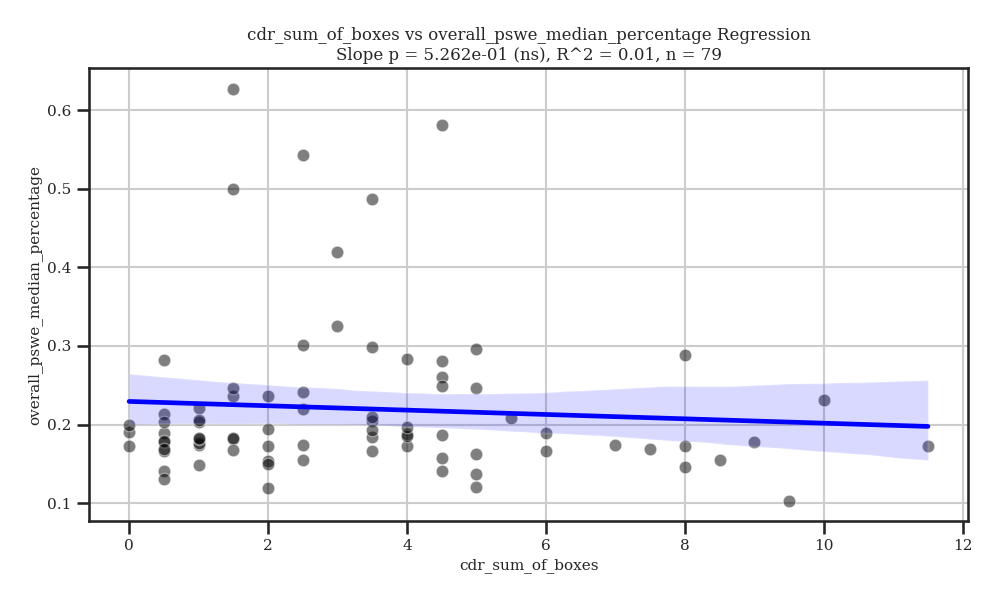 cdr_sum_of_boxes vs overall_pswe_median_percentage Regression
Slope p = 5.262e-01 (ns), R^2 = 0.01, n = 79
overall_pswe_median_percentage
0.6
0.5
0.4
0.3
0.2
0.1
0 2 4 6 8 10 12
cdr_sum_of_boxes